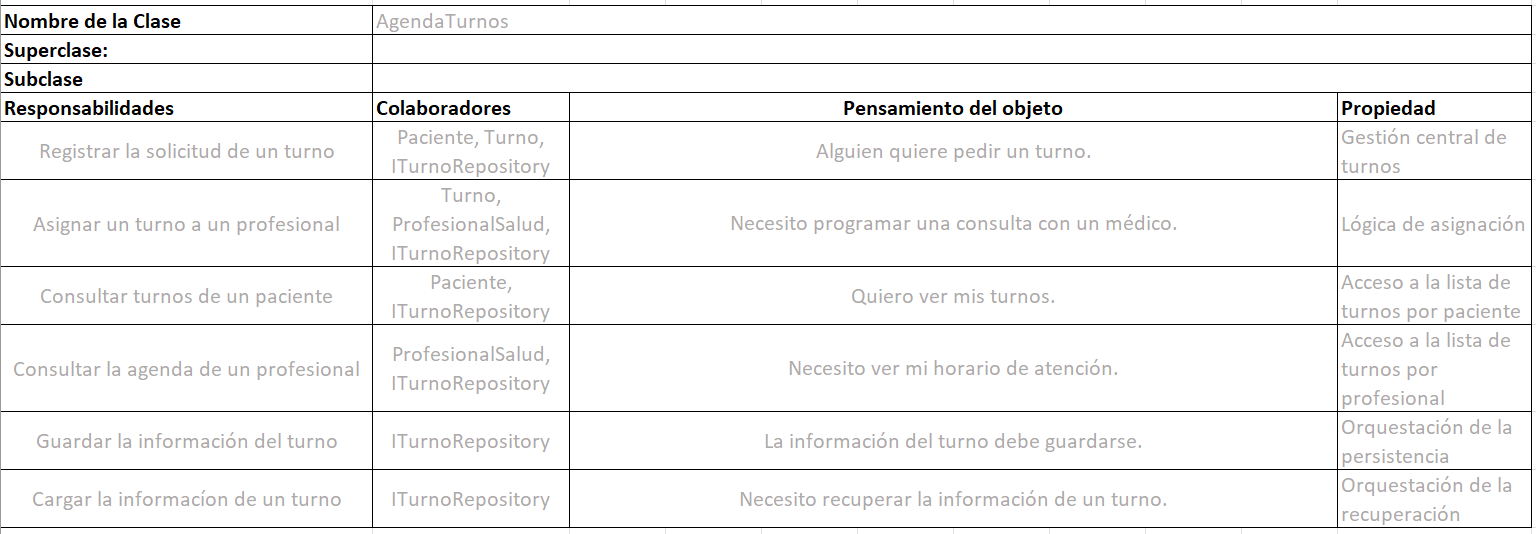 Nombre de la Clase AgendaTurnos
Superclase:
Subclase
Responsabilidades Colaboradores Pensamiento del objeto Propiedad
Registrar la solicitud de un turno
Paciente, Turno,
ITurnoRepository
Alguien quiere pedir un turno.
Gestión central de
turnos
Asignar un turno a un profesional
Turno,
ProfesionalSalud,
ITurnoRepository
Necesito programar una consulta con un médico.
Lógica de asignación
Consultar turnos de un paciente
Paciente,
ITurnoRepository
Quiero ver mis turnos.
Acceso a la lista de
turnos por paciente
Consultar la agenda de un profesional
ProfesionalSalud,
ITurnoRepository
Necesito ver mi horario de atención.
Acceso a la lista de
turnos por
profesional
Guardar la información del turno
ITurnoRepository
La información del turno debe guardarse.
Orquestación de la
persistencia
Cargar la informacíon de un turno
ITurnoRepository
Necesito recuperar la información de un turno.
Orquestación de la
recuperación